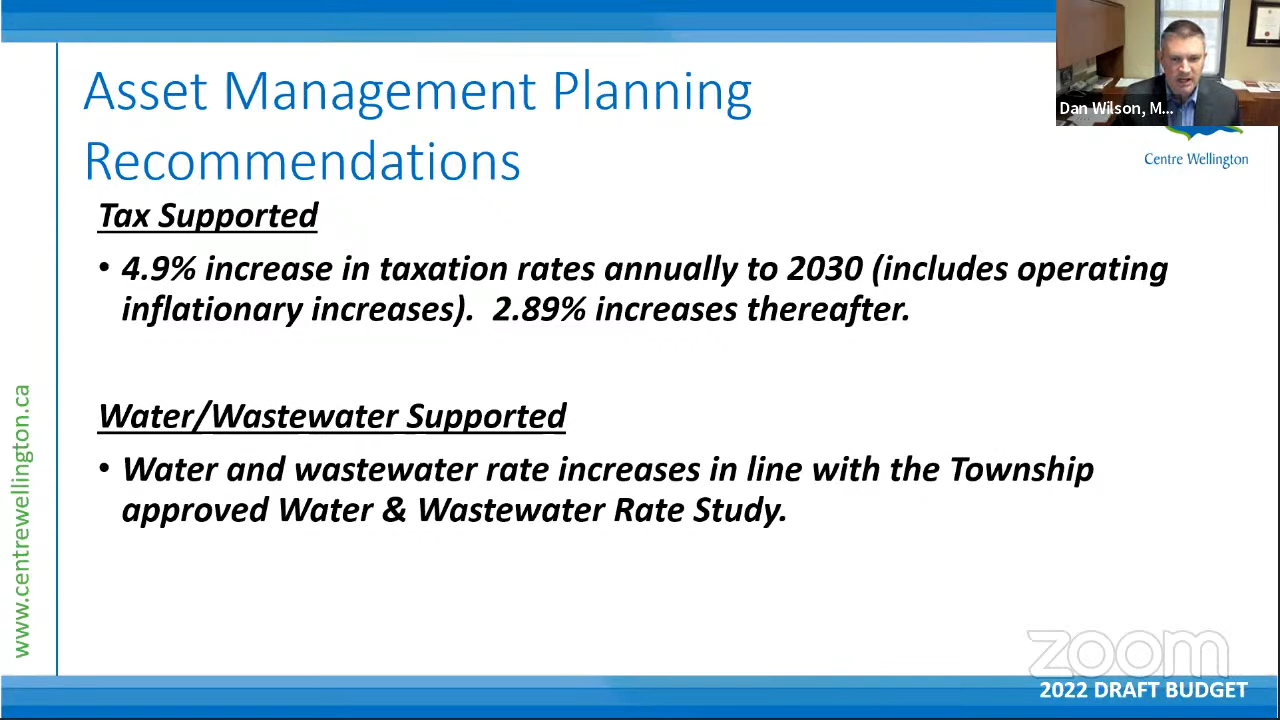 Asset Management Planning
Recommendations
Dan Wilson, M...
Centre Wellington
Tax Supported
• 4.9% increase in taxation rates annually to 2030 (includes operating
inflationary increases).  2.89% increases thereafter.
Water/Wastewater Supported
• Water and wastewater rate increases in line with the Township
approved Water & Wastewater Rate Study.
www.centrewellington.ca
zoom
2022 DRAFT BUDGET